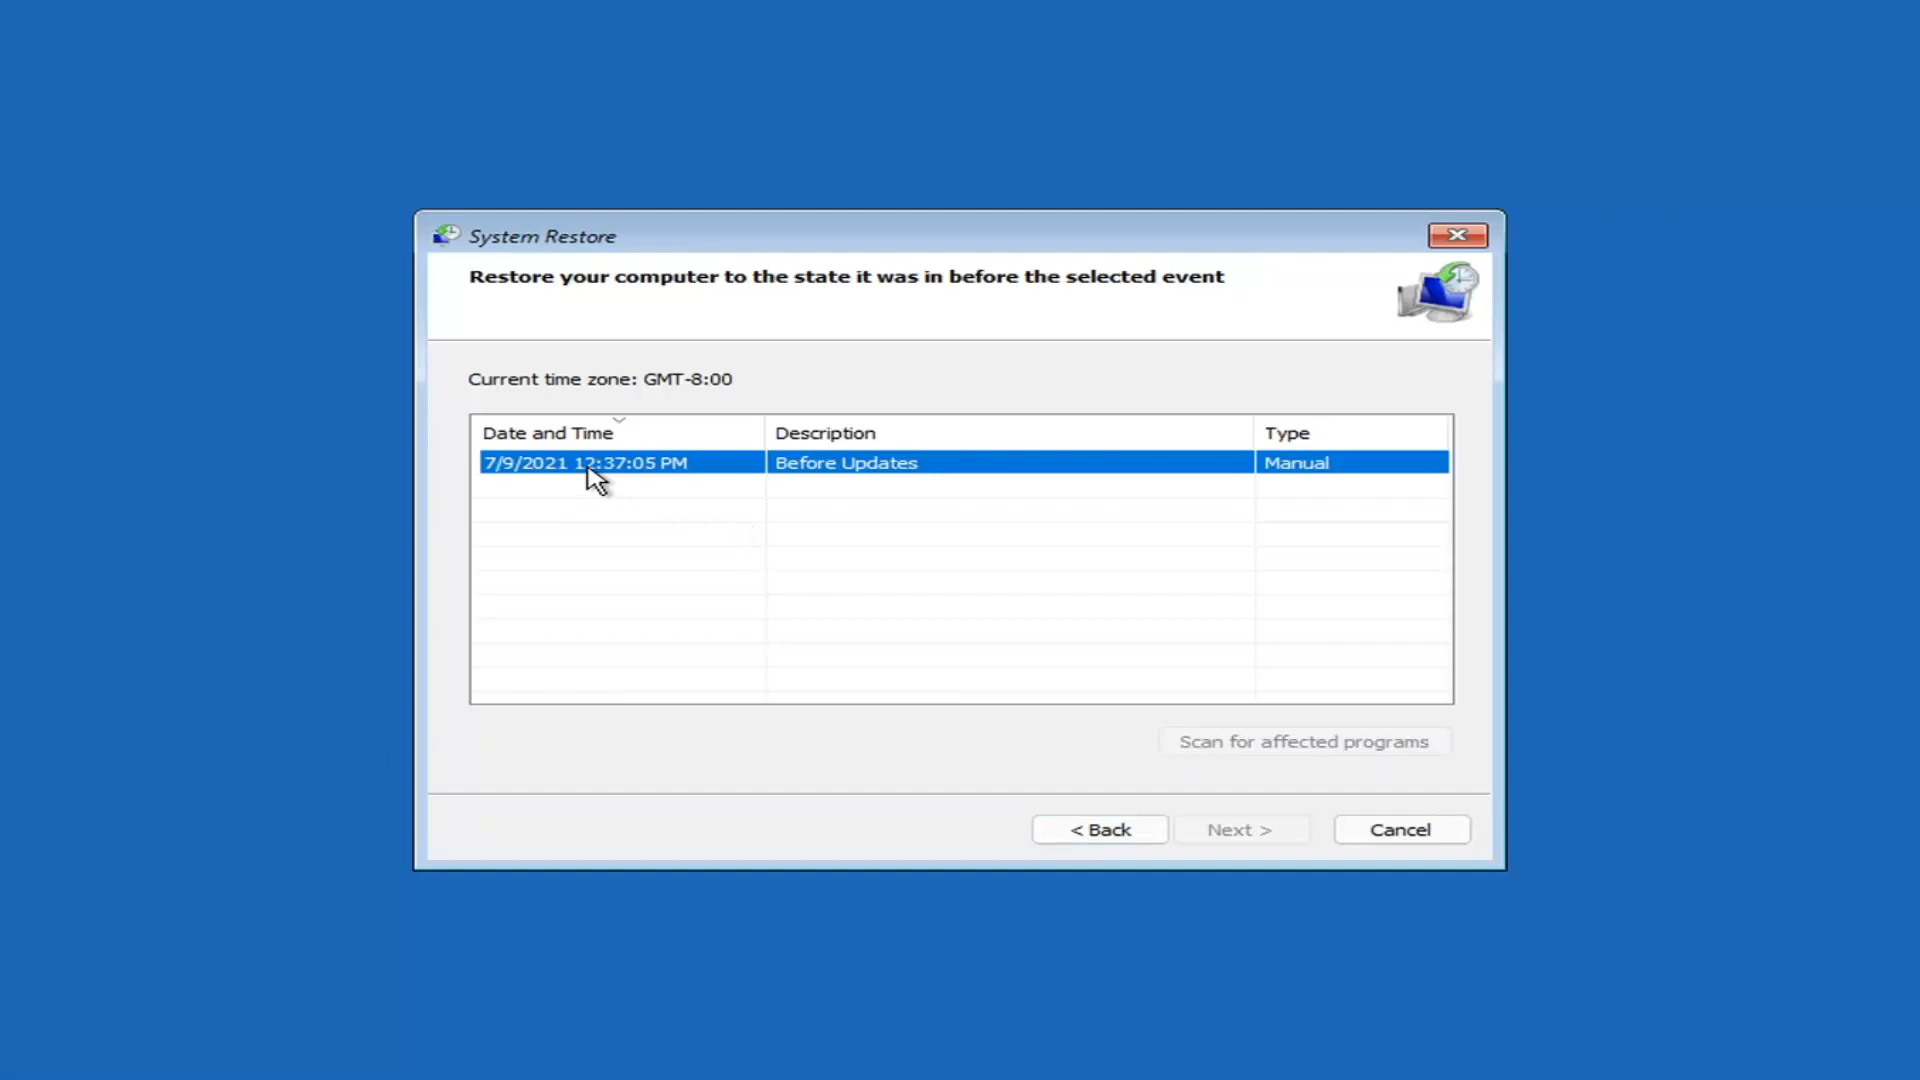 System Restore
Restore your computer to the state it was in before the selected event
Current time zone: GMT-8:00
Date and Time Description Type
7/9/2021 12:37:05 PM Before Updates Manual
Scan for affected programs
< Back Next > Cancel